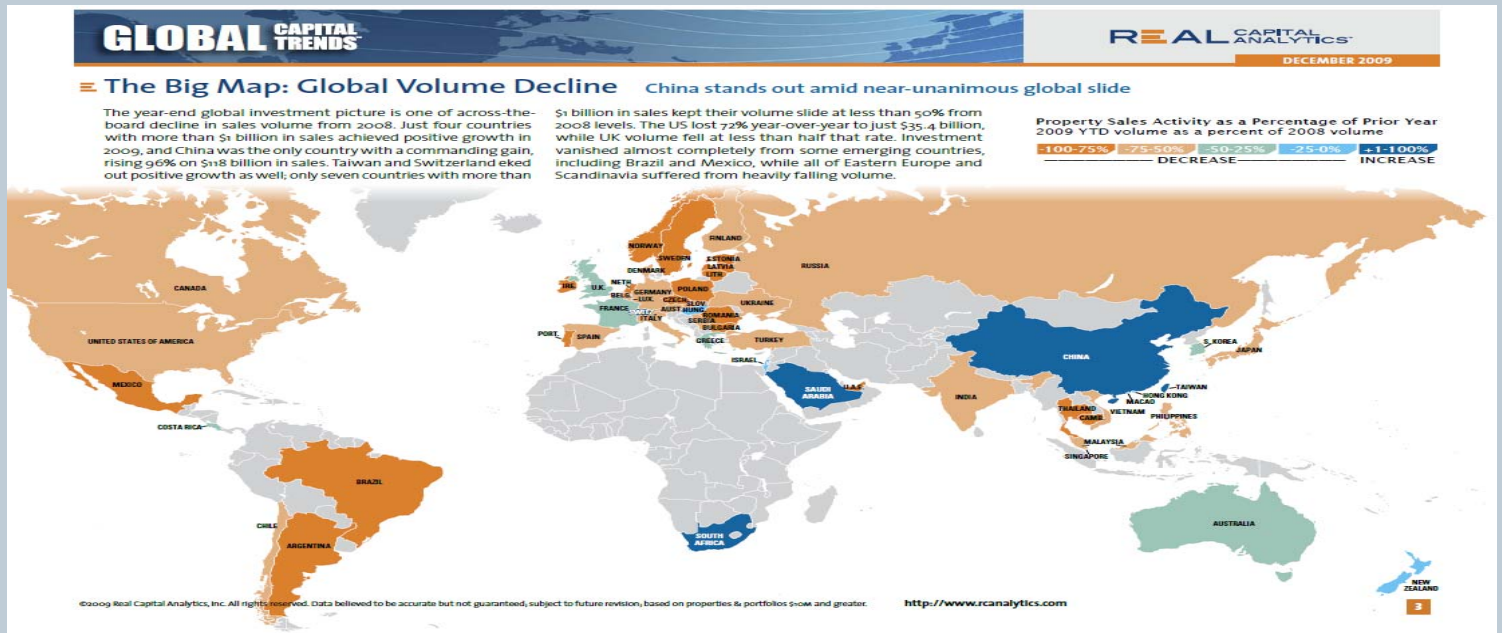 GLOBAL CAPITAL TRENDS™
REAL CAPITAL ANALYTICS™
DECEMBER 2009
The Big Map: Global Volume Decline China stands out amid near-unanimous global slide
The year-end global investment picture is one of across-the-
board decline in sales volume from 2008. Just four countries
with more than $1 billion in sales achieved positive growth in
2009, and China was the only country with a commanding gain,
rising 96% on $118 billion in sales. Taiwan and Switzerland eked
out positive growth as well; only seven countries with more than
$1 billion in sales kept their volume slide at less than 50% from
2008 levels. The US lost 72% year-over-year to just $35.4 billion,
while UK volume fell at less than half that rate. Investment
vanished almost completely from some emerging countries,
including Brazil and Mexico, while all of Eastern Europe and
Scandinavia suffered from heavily falling volume.
Property Sales Activity as a Percentage of Prior Year
2009 YTD volume as a percent of 2008 volume
-100-75% -75-50% -50-25% -25-0% +1-100%
DECREASE INCREASE
CANADA
UNITED STATES OF AMERICA
MEXICO
COSTA RICA
BRAZIL
CHILE
ARGENTINA
NORWAY
SWEDEN
FINLAND
ESTONIA
LATVIA
LITH
DENMARK
IRE.
U.K.
NETH.
BELG.
LUX.
GERMANY
POLAND
CZECH
SLOV.
FRANCE
SWITZ.
AUST.
HUNG.
ITALY
ROMANIA
SERBIA
BULGARIA
UKRAINE
RUSSIA
PORT.
SPAIN
GREECE
TURKEY
ISRAEL
SAUDI
ARABIA
U.A.E.
SOUTH
AFRICA
INDIA
CHINA
S. KOREA
JAPAN
TAIWAN
HONG KONG
MACAO
THAILAND
CAMB.
VIETNAM
PHILIPPINES
MALAYSIA
SINGAPORE
AUSTRALIA
NEW
ZEALAND
©2009 Real Capital Analytics, Inc. All rights reserved. Data believed to be accurate but not guaranteed; subject to future revision; based on properties & portfolios $10M and greater. http://www.rcanalytics.com
3